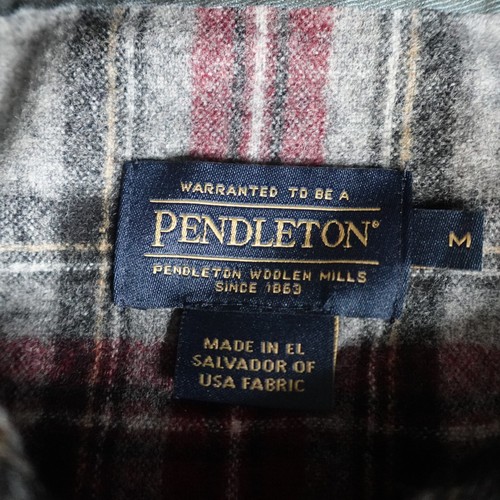 WARRANTED TO BE A
PENDLETON®
M
PENDLETON WOOLEN MILLS
SINCE 1863
MADE IN EL
SALVADOR OF
USA FABRIC